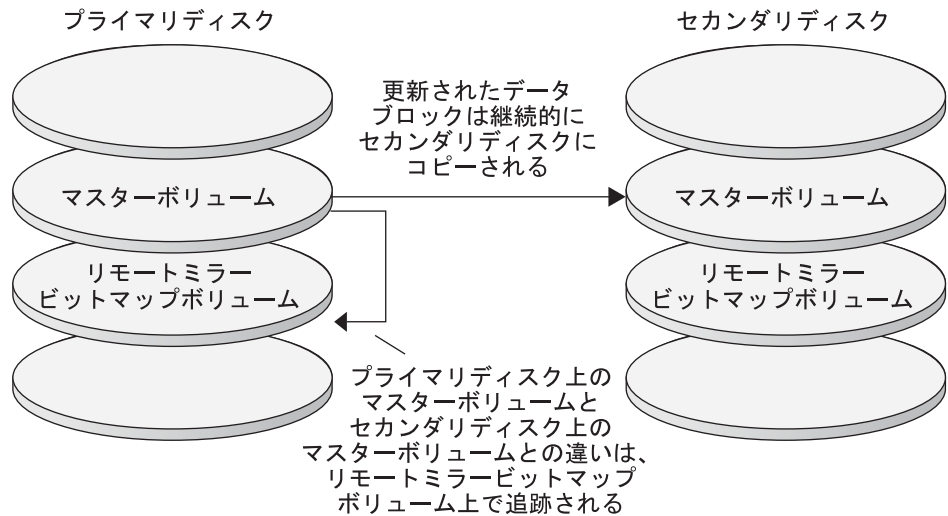 プライマリディスク
セカンダリディスク
更新されたデータ
ブロックは継続的に
セカンダリディスクに
コピーされる
マスターボリューム
マスターボリューム
リモートミラー
ビットマップボリューム
リモートミラー
ビットマップボリューム
プライマリディスク上の
マスターボリュームと
セカンダリディスク上の
マスターボリュームとの違いは、
リモートミラービットマップ
ボリューム上で追跡される